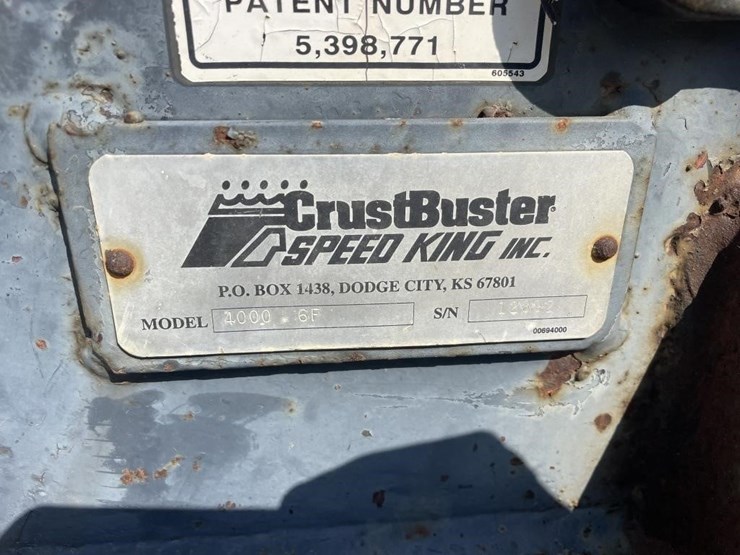 PATENT NUMBER
5,398,771
605543
CrustBuster
SPEED KING INC.
P.O. BOX 1438, DODGE CITY, KS 67801
MODEL 4000 6F
S/N
00694000